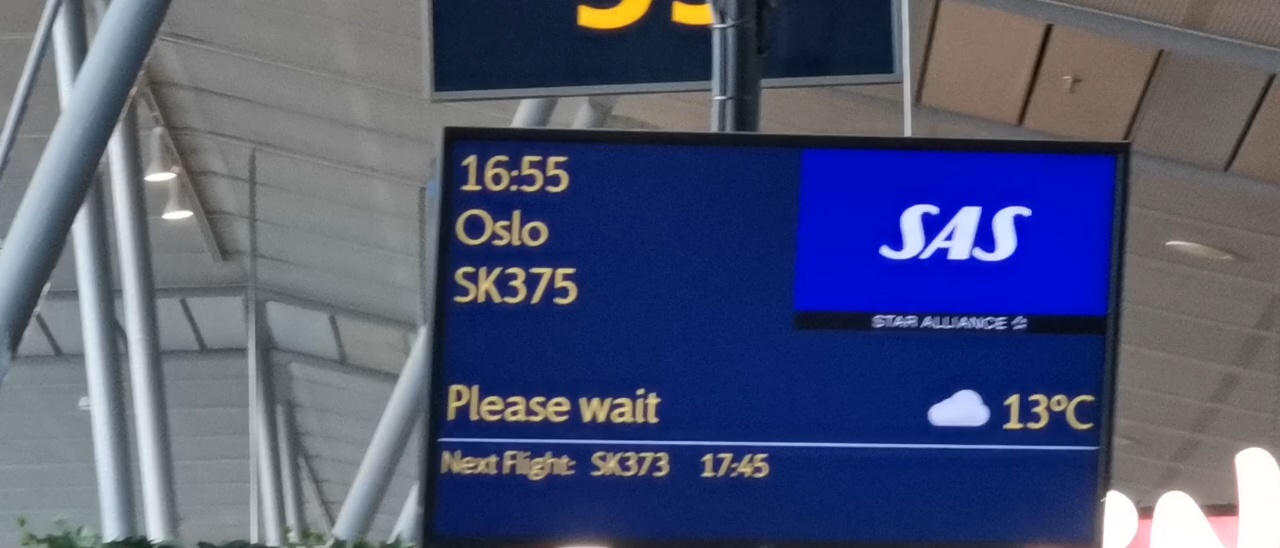 16:55
Oslo
SK375
SAS
STAR ALLIANCE
Please wait
13°C
Next Flight: SK373 17:45